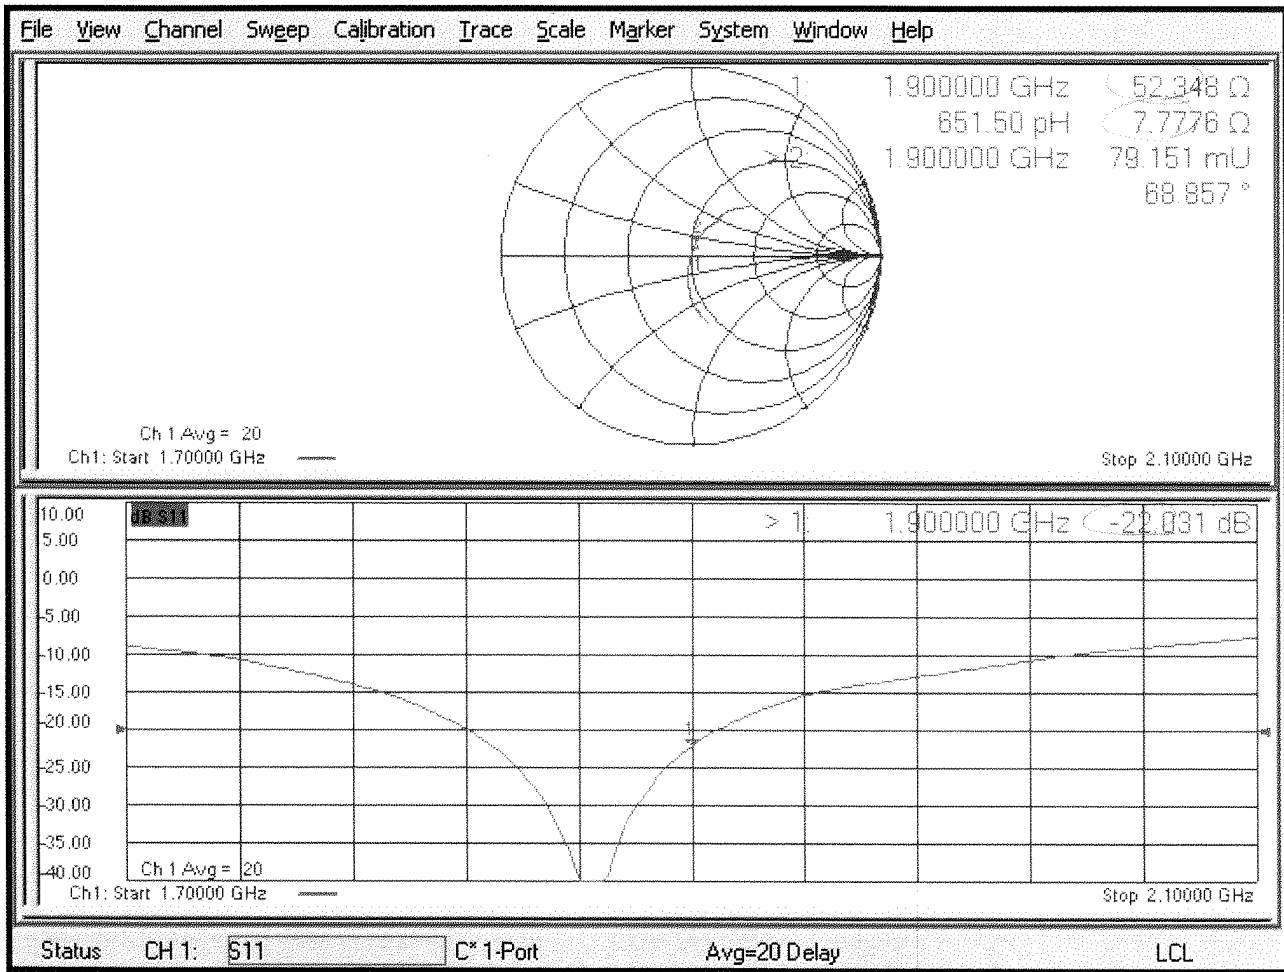 File View Channel Sweep Calibration Trace Scale Marker System Window Help
1: 1.900000 GHz 52.348 Ω
651.50 pH 7.7776 Ω
> 2: 1.900000 GHz 79.151 mU
68.857 °
Ch 1 Avg = 20
Ch1: Start 1.70000 GHz Stop 2.10000 GHz
10.00 dB S11 > 1: 1.900000 GHz -22.031 dB
5.00
0.00
-5.00
-10.00
-15.00
-20.00
1
-25.00
-30.00
-35.00
-40.00 Ch 1 Avg = 20
Ch1: Start 1.70000 GHz Stop 2.10000 GHz
Status CH 1: S11 C* 1-Port Avg=20 Delay LCL